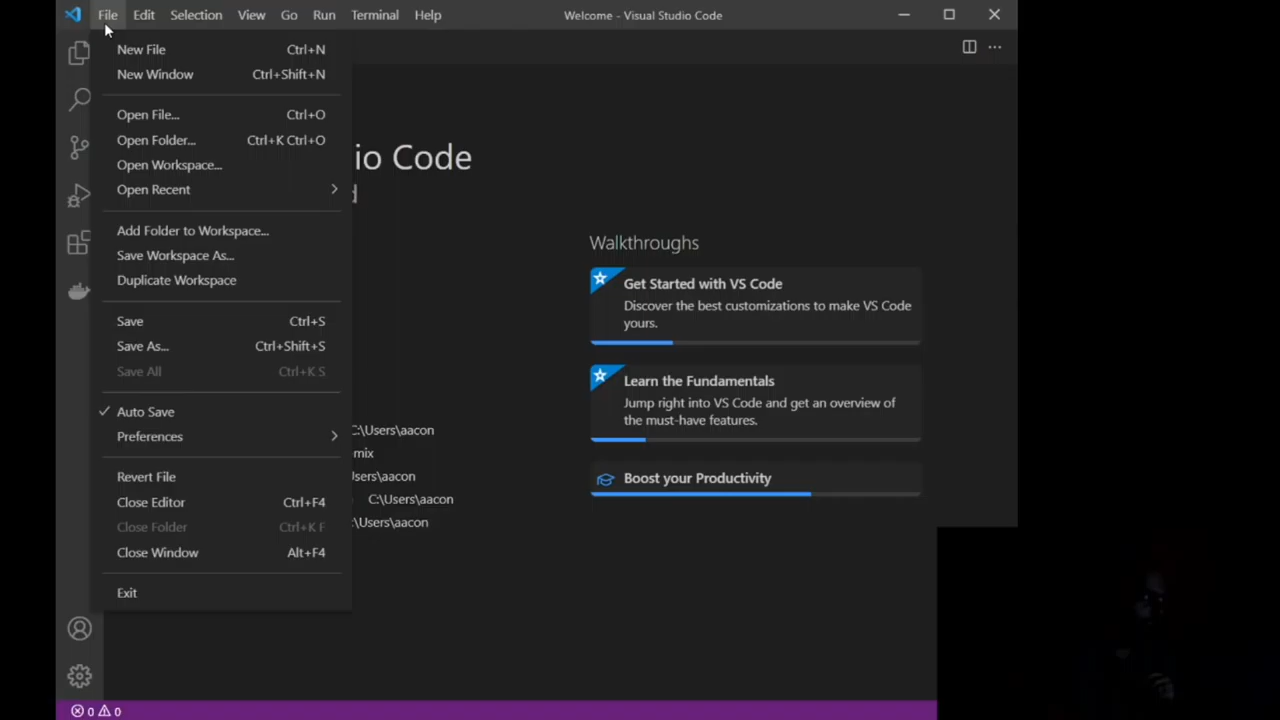 File Edit Selection View Go Run Terminal Help Welcome - Visual Studio Code
New File Ctrl+N
New Window Ctrl+Shift+N
Open File... Ctrl+O
Open Folder... Ctrl+K Ctrl+O
Open Workspace...
Open Recent
Add Folder to Workspace...
Save Workspace As...
Duplicate Workspace
Save Ctrl+S
Save As... Ctrl+Shift+S
Save All Ctrl+K S
Auto Save
Preferences
Revert File
Close Editor Ctrl+F4
Close Folder Ctrl+K F
Close Window Alt+F4
Exit
io Code
d
C:\Users\aacon
mix
sers\aacon
C:\Users\aacon
:\Users\aacon
Walkthroughs
Get Started with VS Code
Discover the best customizations to make VS Code
yours.
Learn the Fundamentals
Jump right into VS Code and get an overview of
the must-have features.
Boost your Productivity
0 0